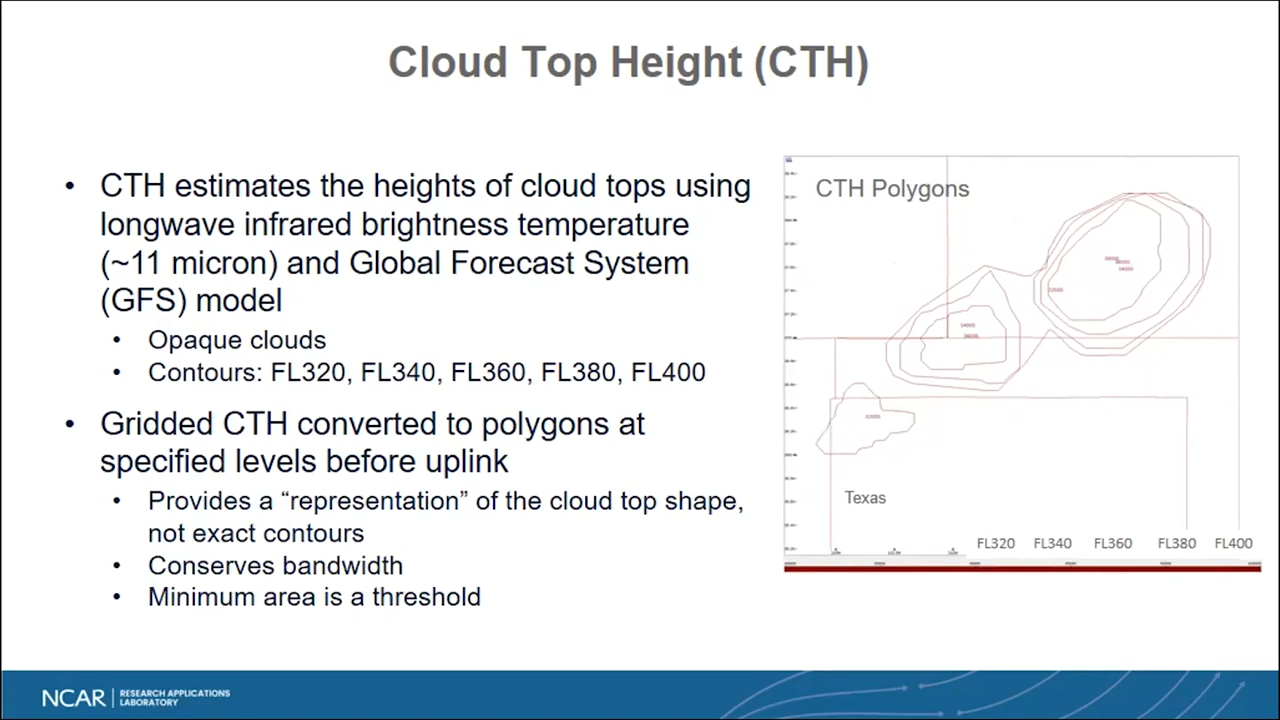 Cloud Top Height (CTH)
• CTH estimates the heights of cloud tops using
longwave infrared brightness temperature
(~11 micron) and Global Forecast System
(GFS) model
• Opaque clouds
• Contours: FL320, FL340, FL360, FL380, FL400
• Gridded CTH converted to polygons at
specified levels before uplink
• Provides a “representation” of the cloud top shape,
not exact contours
• Conserves bandwidth
• Minimum area is a threshold
CTH Polygons
Texas
FL320 FL340 FL360 FL380 FL400
NCAR
RESEARCH APPLICATIONS
LABORATORY